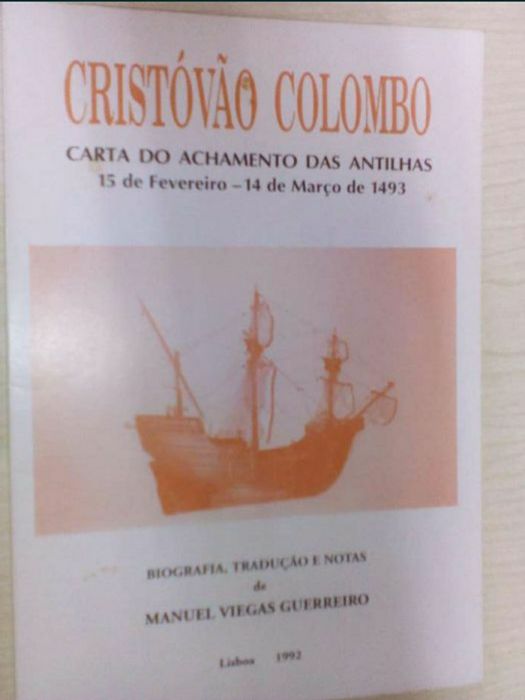 CRISTÓVÃO COLOMBO
CARTA DO ACHAMENTO DAS ANTILHAS
15 de Fevereiro – 14 de Março de 1493
BIOGRAFIA, TRADUÇÃO E NOTAS
de
MANUEL VIEGAS GUERREIRO
Lisboa 1992